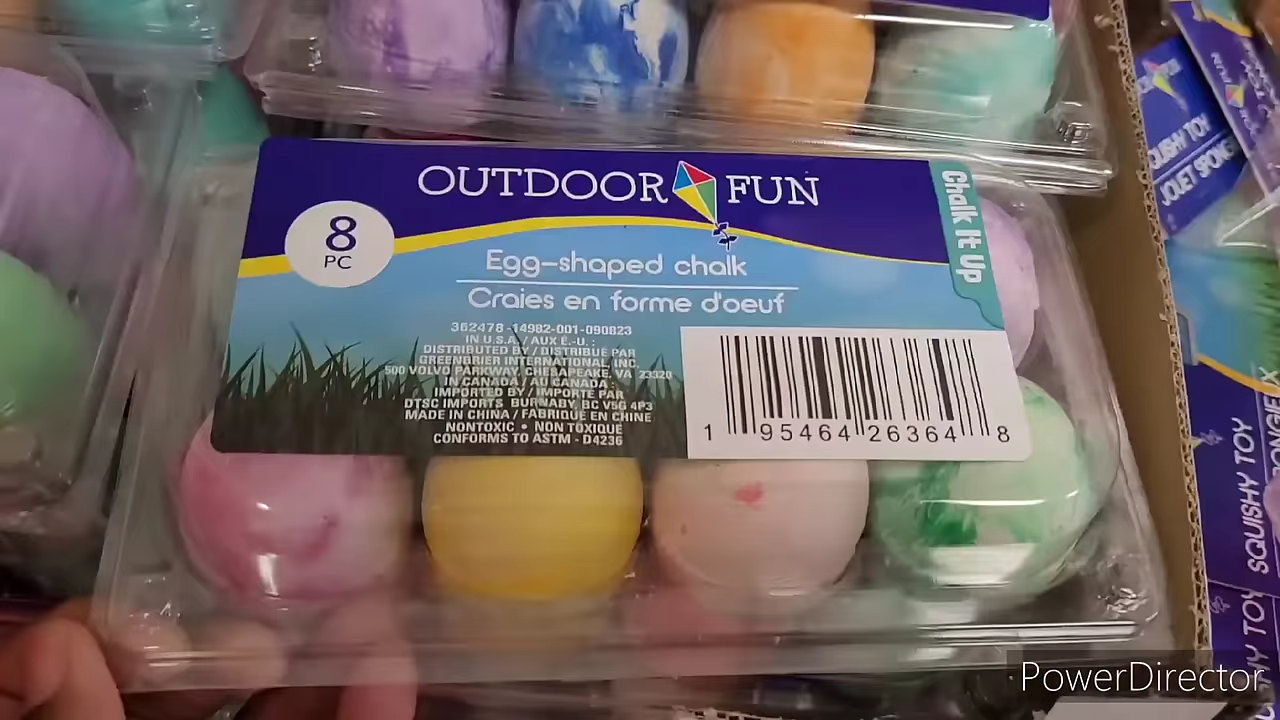 OUTDOOR FUN
Chalk It Up
8
PC
Egg-shaped chalk
Craies en forme d'oeuf
362478-14982-001-090823
IN U.S.A. / AUX É.-U. :
DISTRIBUTED BY / DISTRIBUÉ PAR
GREENBRIER INTERNATIONAL, INC.
500 VOLVO PARKWAY, CHESAPEAKE, VA 23320
IN CANADA / AU CANADA :
IMPORTED BY / IMPORTÉ PAR
DTSC IMPORTS BURNABY, BC V5G 4P3
MADE IN CHINA / FABRIQUÉ EN CHINE
NONTOXIC • NON TOXIQUE
CONFORMS TO ASTM - D4236
1 95464 26364 8
SQUISHY TOY
TOY
PowerDirector